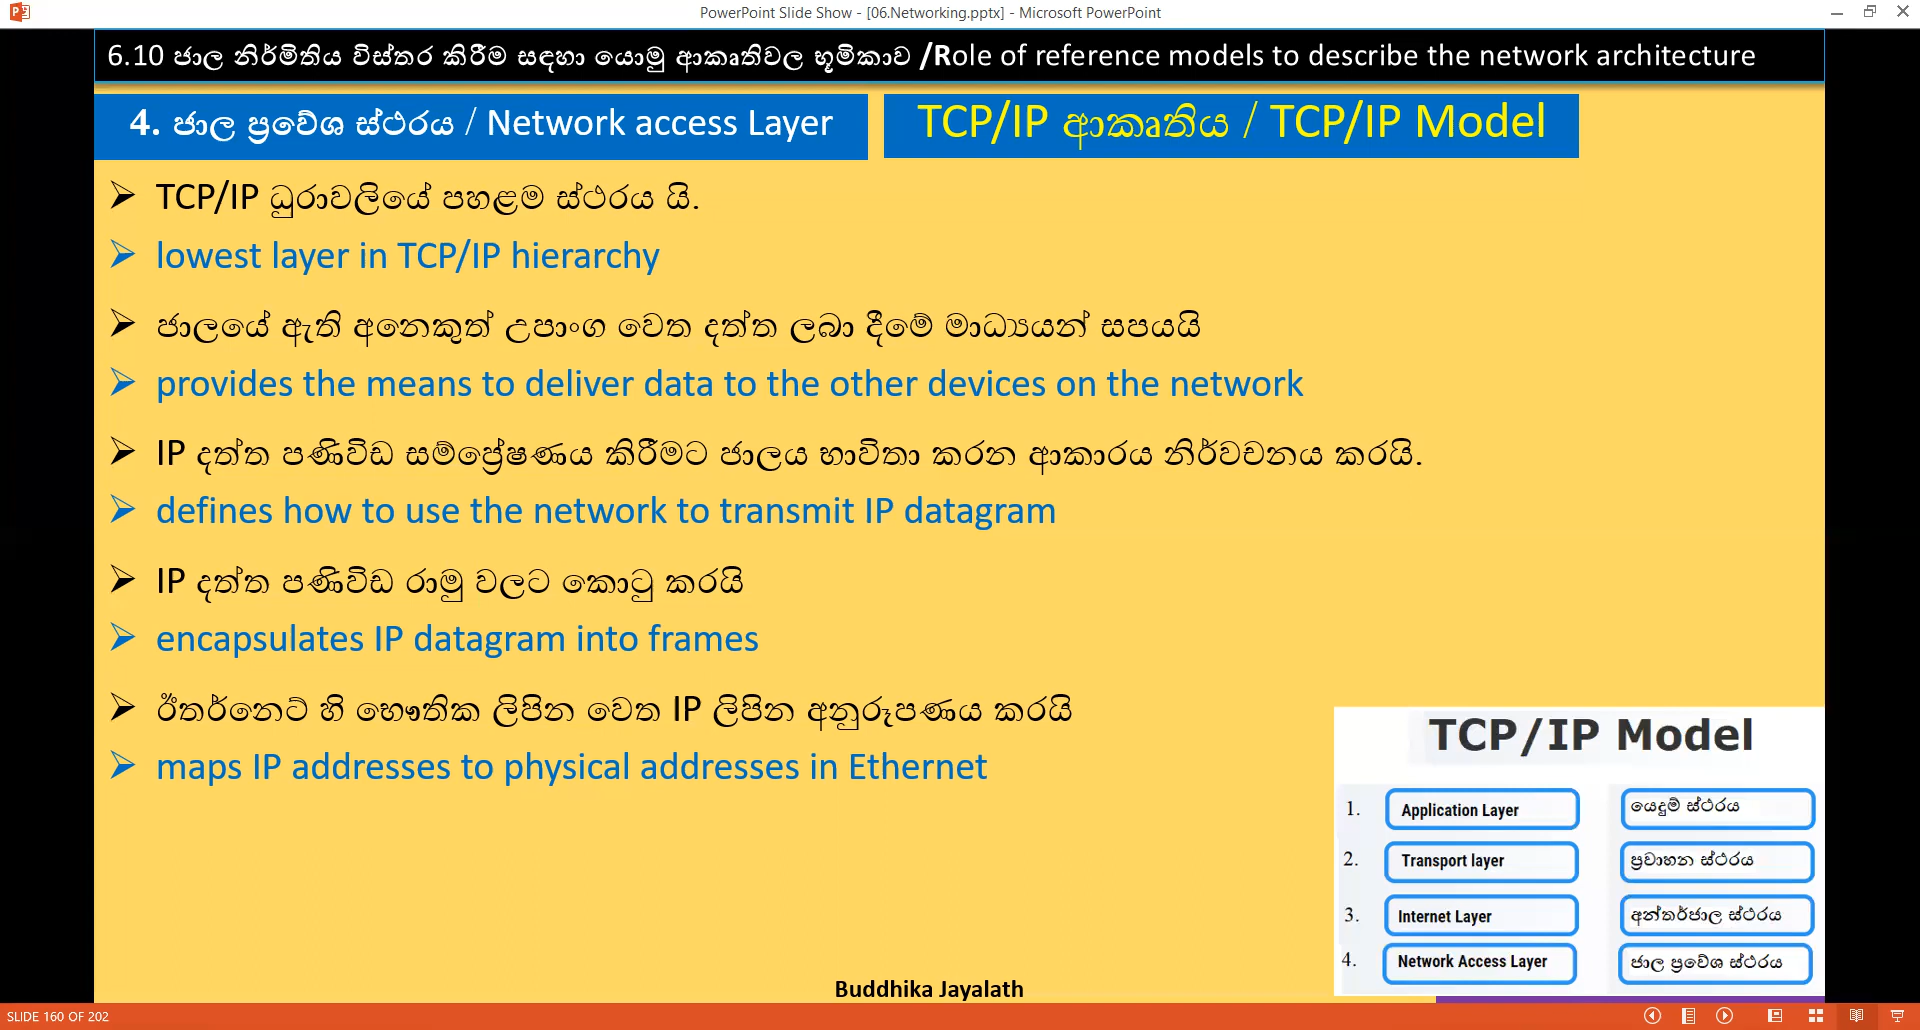 PowerPoint Slide Show - [06.Networking.pptx] - Microsoft PowerPoint
6.10 ජාල නිර්මිතිය විස්තර කිරීම සඳහා යොමු ආකෘතිවල භූමිකාව /Role of reference models to describe the network architecture
4. ජාල ප්‍රවේශ ස්ථරය / Network access Layer
TCP/IP ආකෘතිය / TCP/IP Model
TCP/IP ධුරාවලියේ පහළම ස්ථරය යි.
lowest layer in TCP/IP hierarchy
ජාලයේ ඇති අනෙකුත් උපාංග වෙත දත්ත ලබා දීමේ මාධ්‍යයන් සපයයි
provides the means to deliver data to the other devices on the network
IP දත්ත පණිවිඩ සම්ප්‍රේෂණය කිරීමට ජාලය භාවිතා කරන ආකාරය නිර්වචනය කරයි.
defines how to use the network to transmit IP datagram
IP දත්ත පණිවිඩ රාමු වලට කොටු කරයි
encapsulates IP datagram into frames
ඊතර්නෙට් හි භෞතික ලිපින වෙත IP ලිපින අනුරූපණය කරයි
maps IP addresses to physical addresses in Ethernet
TCP/IP Model
1. Application Layer යෙදුම් ස්ථරය
2. Transport layer ප්‍රවාහන ස්ථරය
3. Internet Layer අන්තර්ජාල ස්ථරය
4. Network Access Layer ජාල ප්‍රවේශ ස්ථරය
Buddhika Jayalath
SLIDE 160 OF 202